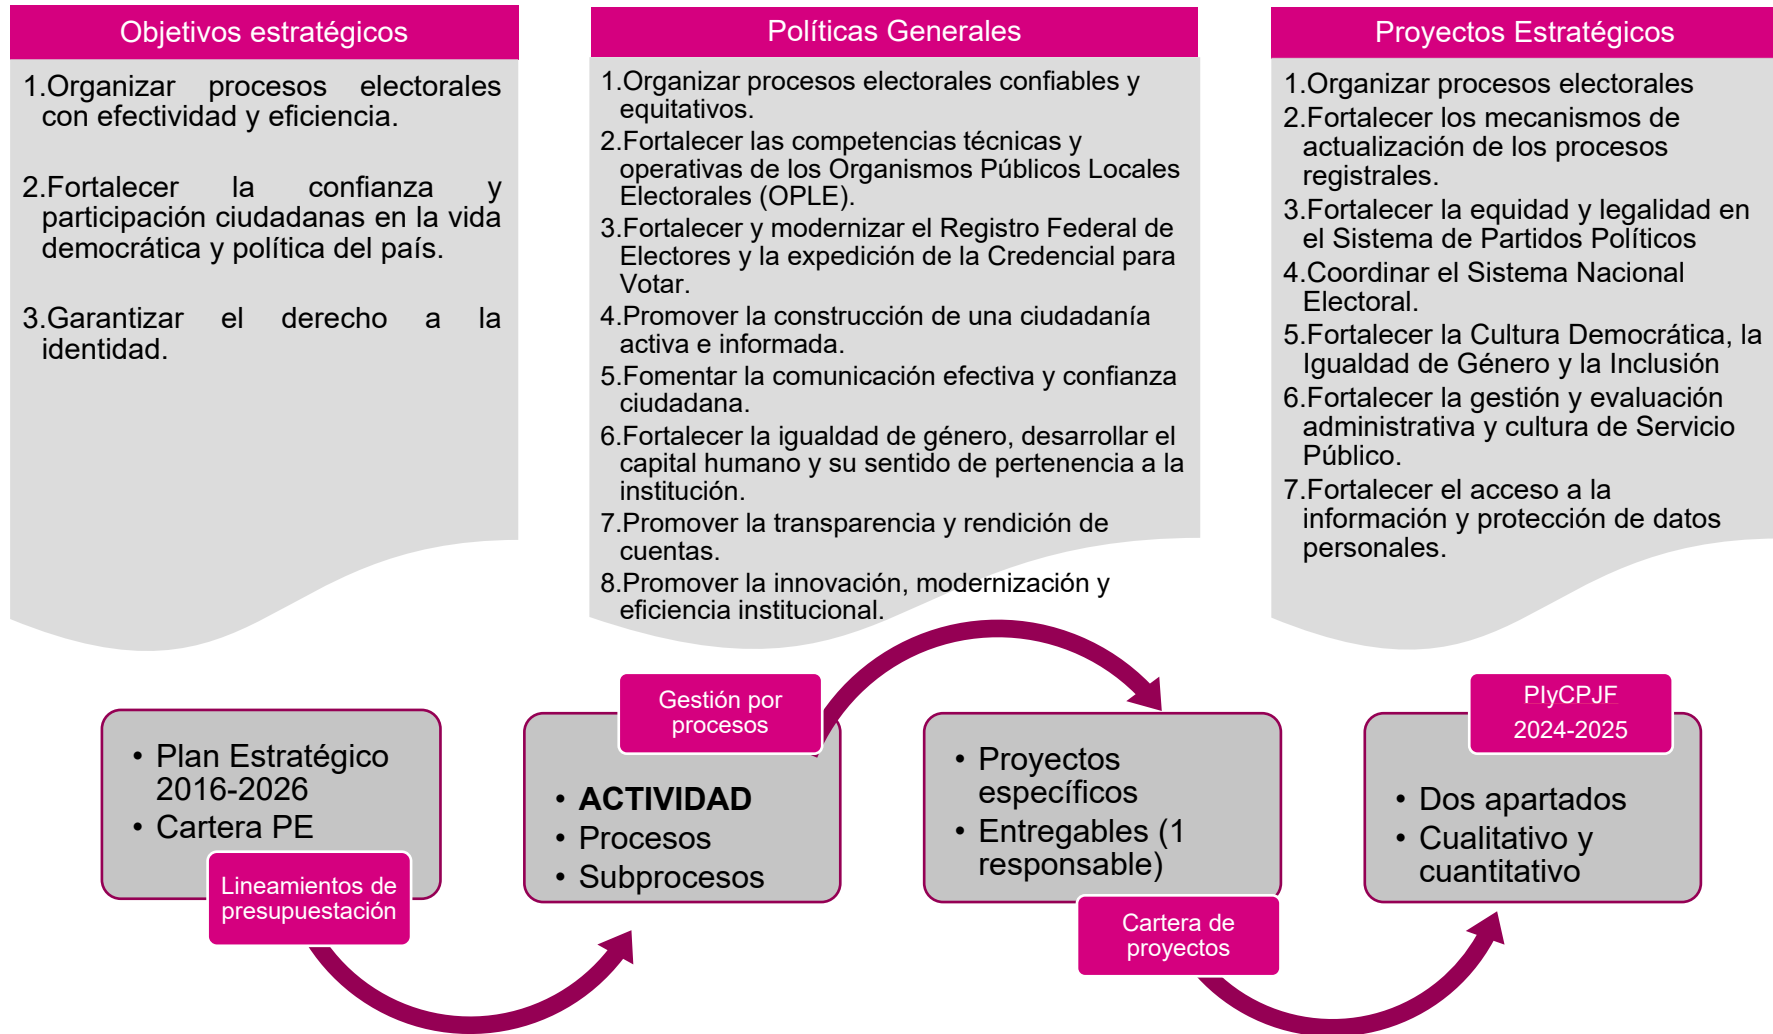 Objetivos estratégicos
1.Organizar procesos electorales
con efectividad y eficiencia.
2.Fortalecer la confianza y
participación ciudadanas en la vida
democrática y política del país.
3.Garantizar el derecho a la
identidad.
Políticas Generales
1.Organizar procesos electorales confiables y
equitativos.
2.Fortalecer las competencias técnicas y
operativas de los Organismos Públicos Locales
Electorales (OPLE).
3.Fortalecer y modernizar el Registro Federal de
Electores y la expedición de la Credencial para
Votar.
4.Promover la construcción de una ciudadanía
activa e informada.
5.Fomentar la comunicación efectiva y confianza
ciudadana.
6.Fortalecer la igualdad de género, desarrollar el
capital humano y su sentido de pertenencia a la
institución.
7.Promover la transparencia y rendición de
cuentas.
8.Promover la innovación, modernización y
eficiencia institucional.
Proyectos Estratégicos
1.Organizar procesos electorales
2.Fortalecer los mecanismos de
actualización de los procesos
registrales.
3.Fortalecer la equidad y legalidad en
el Sistema de Partidos Políticos
4.Coordinar el Sistema Nacional
Electoral.
5.Fortalecer la Cultura Democrática, la
Igualdad de Género y la Inclusión
6.Fortalecer la gestión y evaluación
administrativa y cultura de Servicio
Público.
7.Fortalecer el acceso a la
información y protección de datos
personales.
• Plan Estratégico
2016-2026
• Cartera PE
Lineamientos de
presupuestación
Gestión por
procesos
• ACTIVIDAD
• Procesos
• Subprocesos
• Proyectos
específicos
• Entregables (1
responsable)
Cartera de
proyectos
PIyCPJF
2024-2025
• Dos apartados
• Cualitativo y
cuantitativo